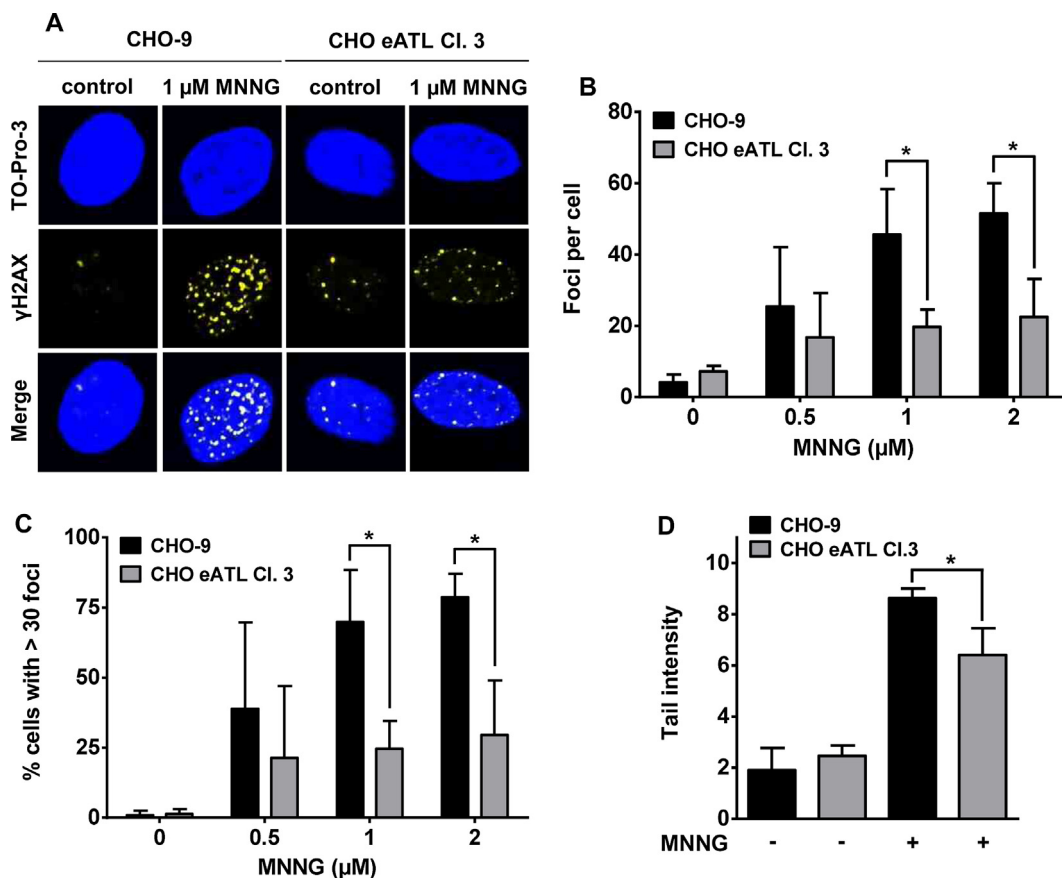 A
CHO-9
CHO eATL Cl. 3
control
1 µM MNNG
control
1 µM MNNG
TO-Pro-3
γH2AX
Merge
B
CHO-9
CHO eATL Cl. 3
Foci per cell
80
60
40
20
0
*
*
0
0.5
1
2
MNNG (µM)
C
CHO-9
CHO eATL Cl. 3
% cells with > 30 foci
100
75
50
25
0
*
*
0
0.5
1
2
MNNG (µM)
D
CHO-9
CHO eATL Cl.3
Tail intensity
10
8
6
4
2
0
*
MNNG - - + +